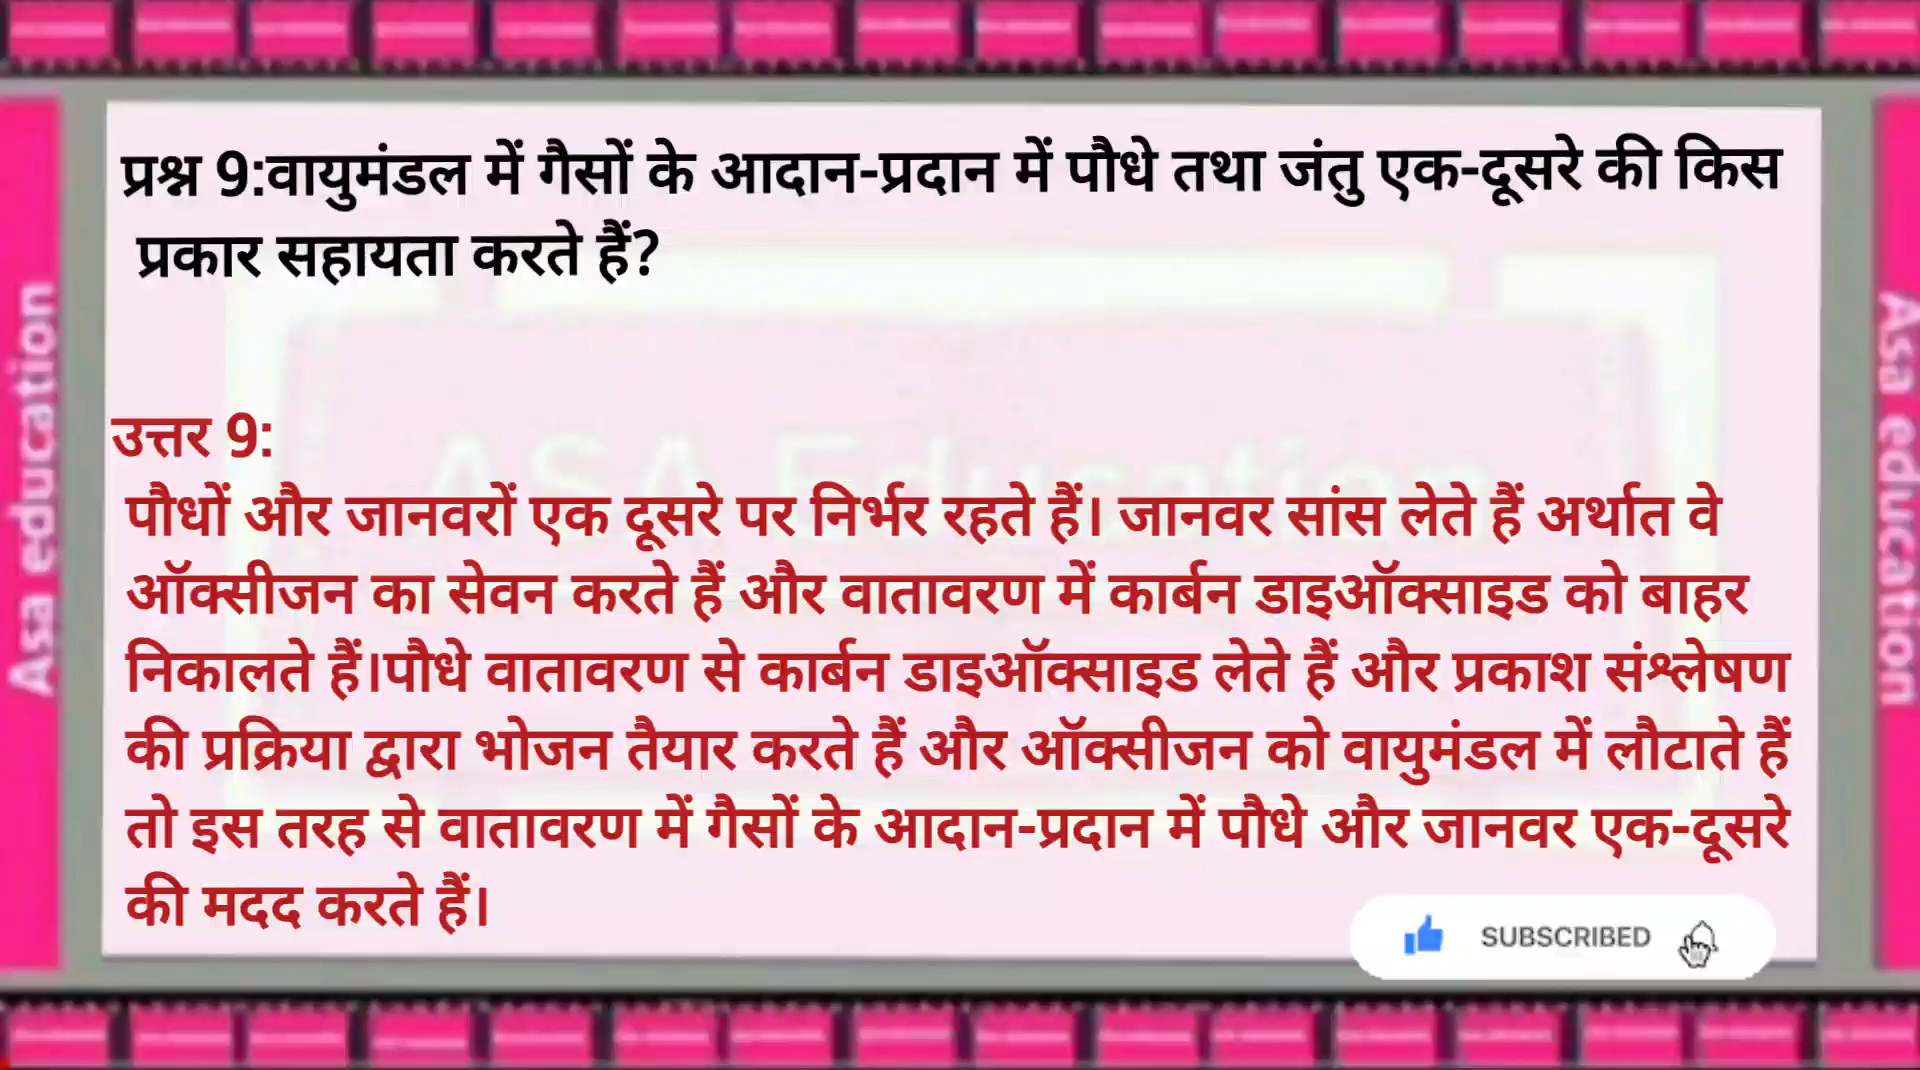 प्रश्न 9:वायुमंडल में गैसों के आदान-प्रदान में पौधे तथा जंतु एक-दूसरे की किस
प्रकार सहायता करते हैं?
उत्तर 9:
पौधों और जानवरों एक दूसरे पर निर्भर रहते हैं। जानवर सांस लेते हैं अर्थात वे
ऑक्सीजन का सेवन करते हैं और वातावरण में कार्बन डाइऑक्साइड को बाहर
निकालते हैं।पौधे वातावरण से कार्बन डाइऑक्साइड लेते हैं और प्रकाश संश्लेषण
की प्रक्रिया द्वारा भोजन तैयार करते हैं और ऑक्सीजन को वायुमंडल में लौटाते हैं
तो इस तरह से वातावरण में गैसों के आदान-प्रदान में पौधे और जानवर एक-दूसरे
की मदद करते हैं।
SUBSCRIBED
Asa education
Asa education
ASA Education